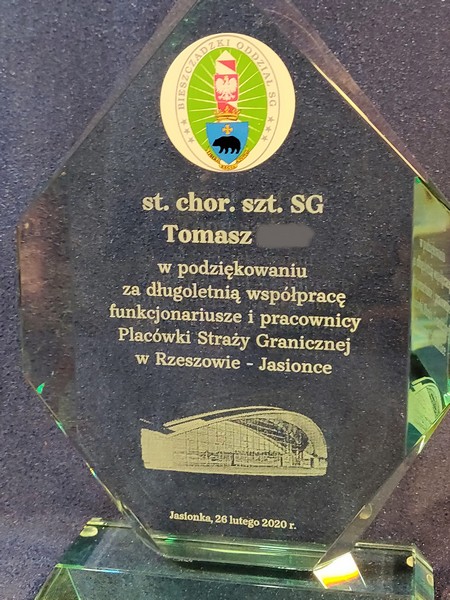 BIESZCZADZKI ODDZIAŁ SG
st. chor. szt. SG
Tomasz
w podziękowaniu
za długoletnią współpracę
funkcjonariusze i pracownicy
Placówki Straży Granicznej
w Rzeszowie - Jasionce
Jasionka, 26 lutego 2020 r.